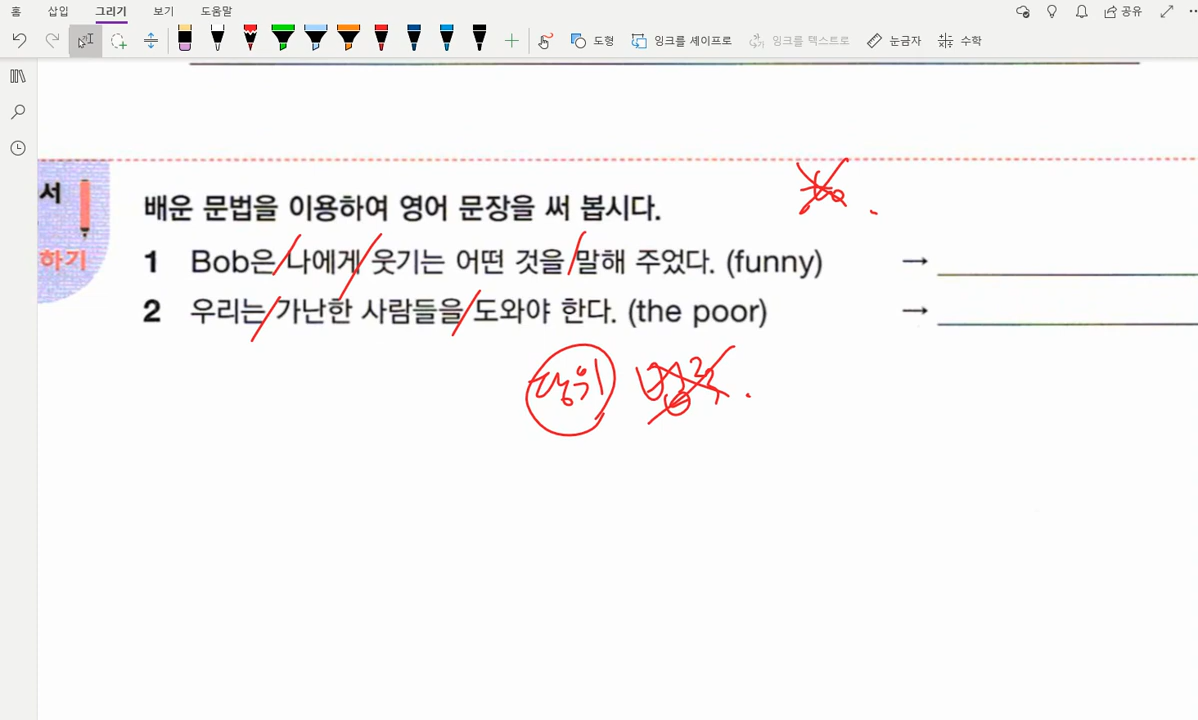 홈 삽입 그리기 보기 도움말
공유
도형 잉크를 셰이프로 잉크를 텍스트로 눈금자 수학
서
하기
배운 문법을 이용하여 영어 문장을 써 봅시다.
1 Bob은 나에게 웃기는 어떤 것을 말해 주었다. (funny) →
2 우리는 가난한 사람들을 도와야 한다. (the poor) →